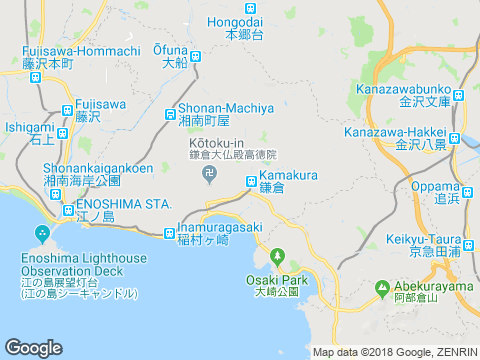 Hongodai
本郷台
Fujisawa-Hommachi
藤沢本町
Ōfuna
大船
Kanazawabunko
金沢文庫
Fujisawa
藤沢
Shonan-Machiya
湘南町屋
Ishigami
石上
Kanazawa-Hakkei
金沢八景
Kōtoku-in
鎌倉大仏殿高徳院
Shonankaigankoen
湘南海岸公園
Kamakura
鎌倉
Oppama
追浜
ENOSHIMA STA.
江ノ島
Inamuragasaki
稲村ヶ崎
Keikyu-Taura
京急田浦
Enoshima Lighthouse
Observation Deck
江の島展望灯台
(江の島シーキャンドル)
Osaki Park
大崎公園
Abekurayama
阿部倉山
Google
Map data ©2018 Google, ZENRIN